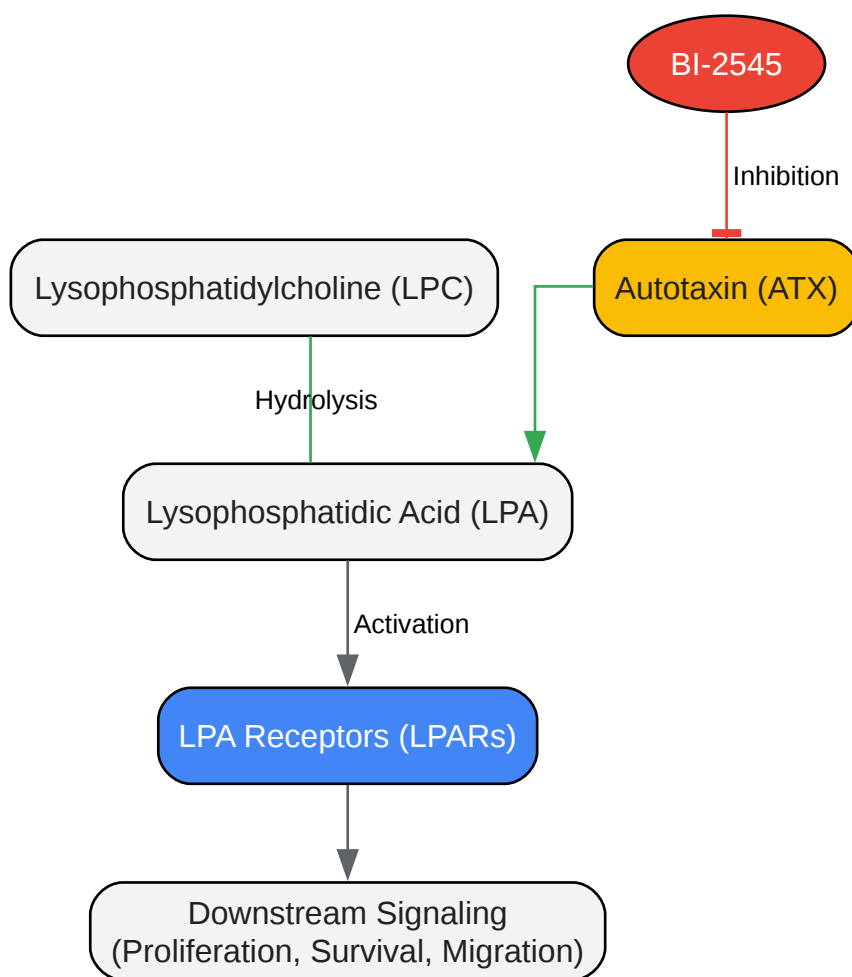 BI-2545
Inhibition
Lysophosphatidylcholine (LPC)
Autotaxin (ATX)
Hydrolysis
Lysophosphatidic Acid (LPA)
Activation
LPA Receptors (LPARs)
Downstream Signaling
(Proliferation, Survival, Migration)